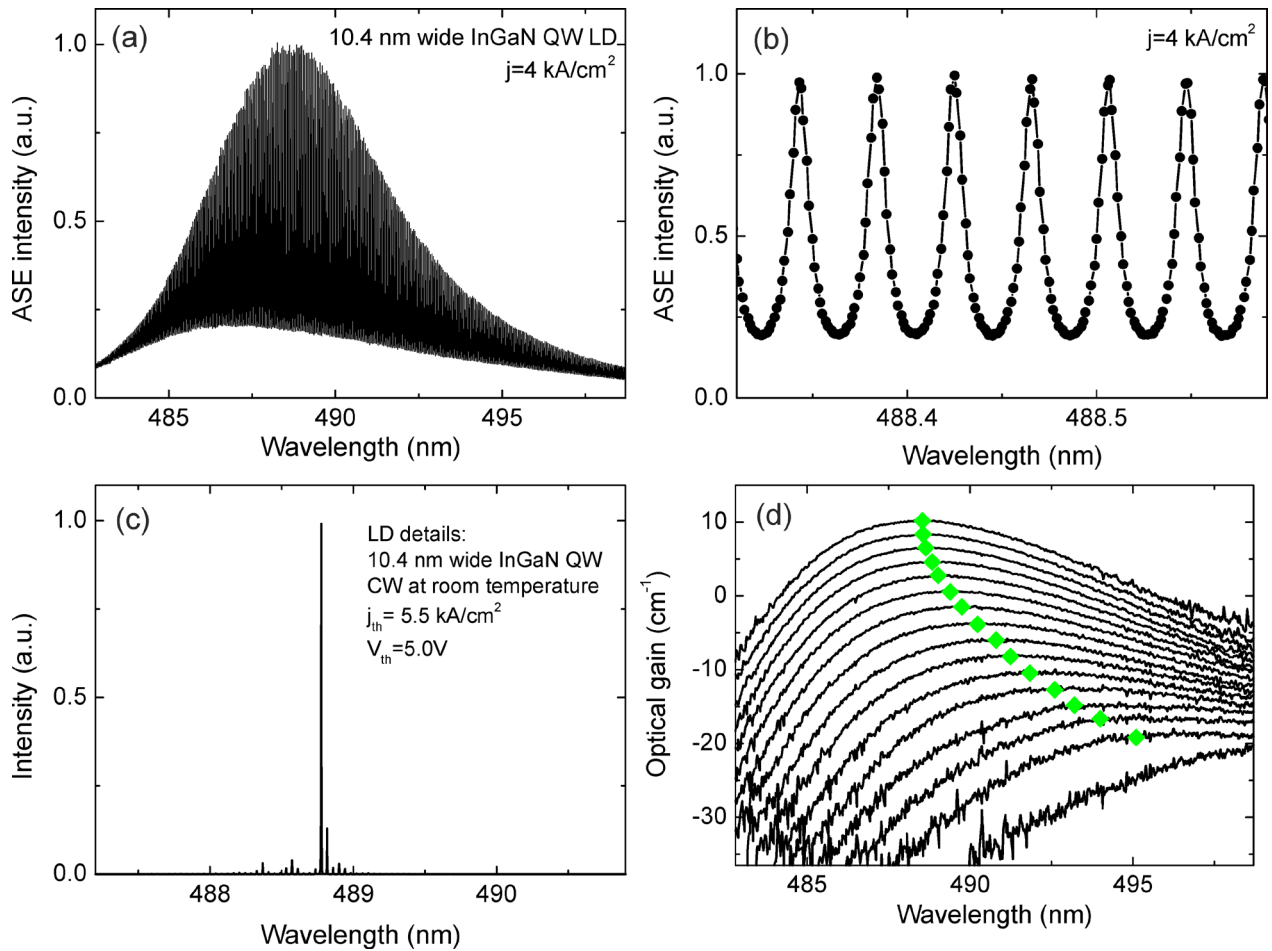 (a)
10.4 nm wide InGaN QW LD
j=4 kA/cm²
ASE intensity (a.u.)
1.0
0.5
0.0
485
490
495
Wavelength (nm)
(b)
j=4 kA/cm²
ASE intensity (a.u.)
1.0
0.5
0.0
488.4
488.5
Wavelength (nm)
(c)
LD details:
10.4 nm wide InGaN QW
CW at room temperature
jth= 5.5 kA/cm²
Vth=5.0V
Intensity (a.u.)
1.0
0.5
0.0
488
489
490
Wavelength (nm)
(d)
Optical gain (cm⁻¹)
10
0
-10
-20
-30
485
490
495
Wavelength (nm)